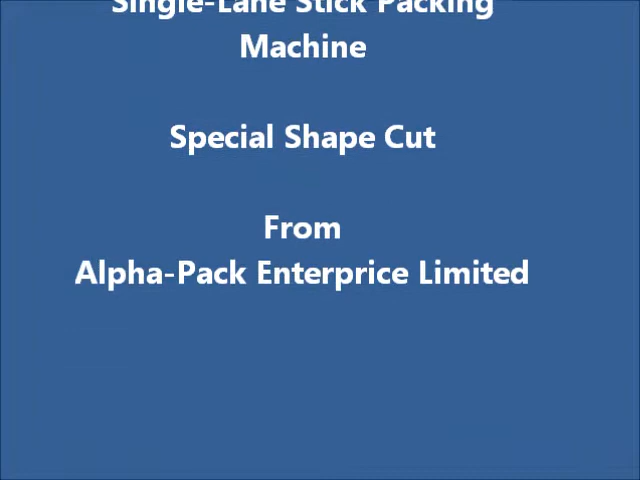 Single-Lane Stick Packing
Machine
Special Shape Cut
From
Alpha-Pack Enterprice Limited